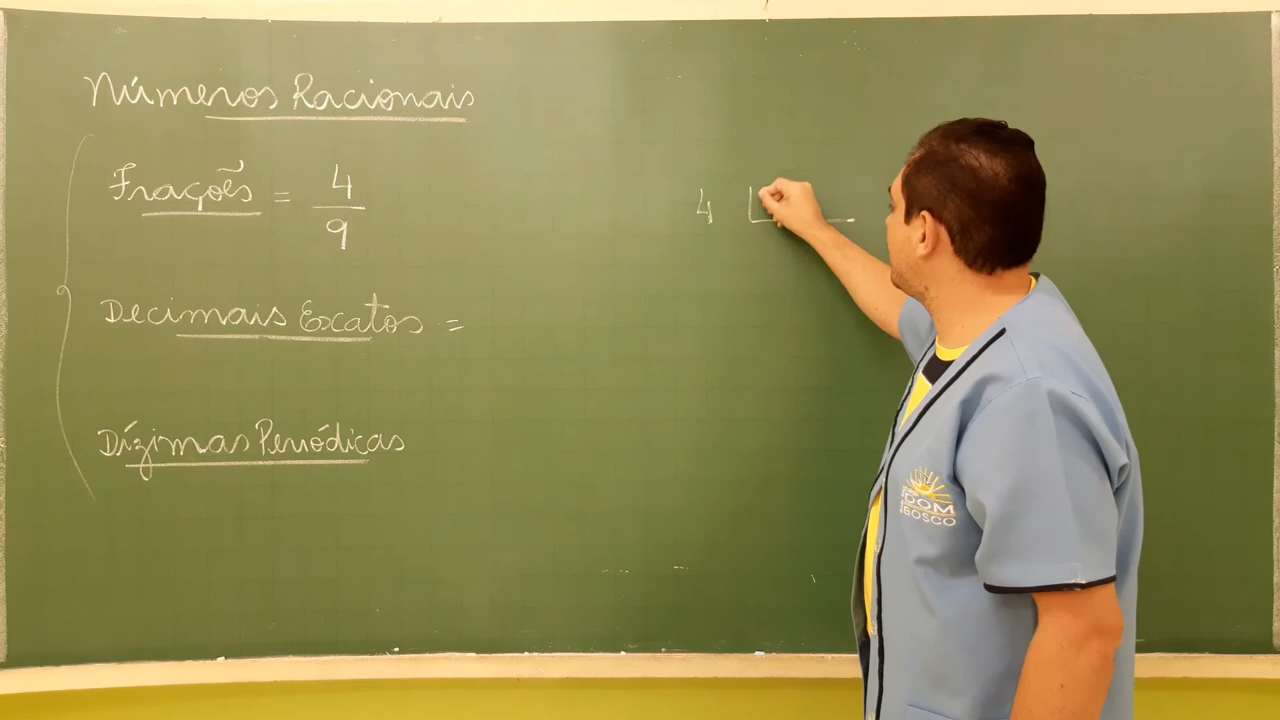 Números Racionais
Frações = 4/9
Decimais Exatos =
Dízimas Periódicas
4
DOM
BOSCO